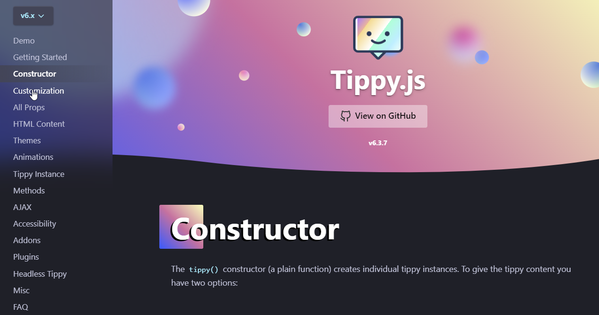 v6.x
Demo
Getting Started
Constructor
Customization
All Props
HTML Content
Themes
Animations
Tippy Instance
Methods
AJAX
Accessibility
Addons
Plugins
Headless Tippy
Misc
FAQ
Tippy.js
View on GitHub
v6.3.7
Constructor
The tippy() constructor (a plain function) creates individual tippy instances. To give the tippy content you
have two options: